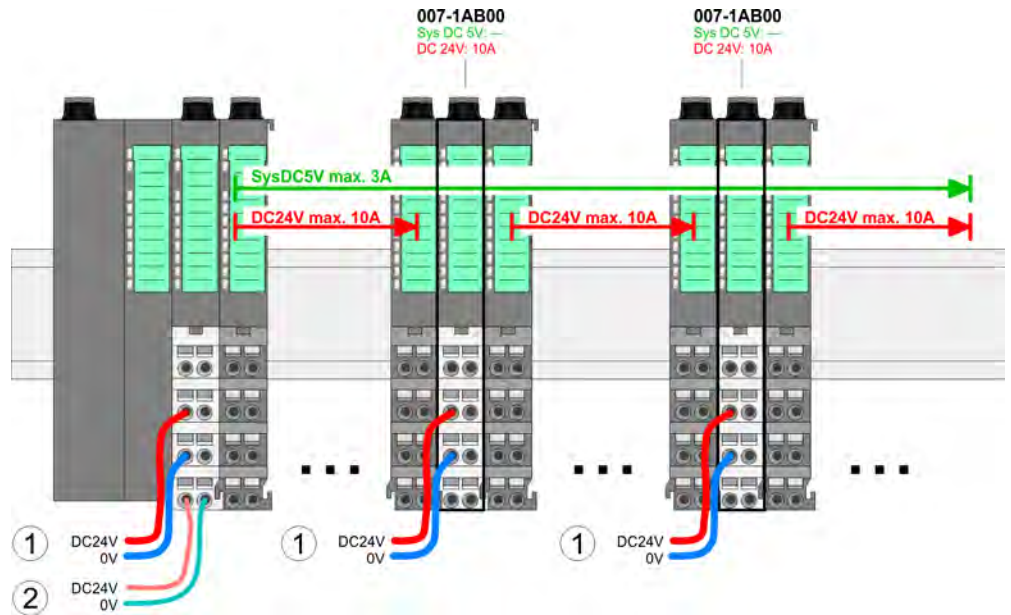 007-1AB00
Sys DC 5V: —
DC 24V: 10A
007-1AB00
Sys DC 5V: —
DC 24V: 10A
SysDC5V max. 3A
DC24V max. 10A
DC24V max. 10A
DC24V max. 10A
1
DC24V
0V
2
DC24V
0V
1
DC24V
0V
1
DC24V
0V